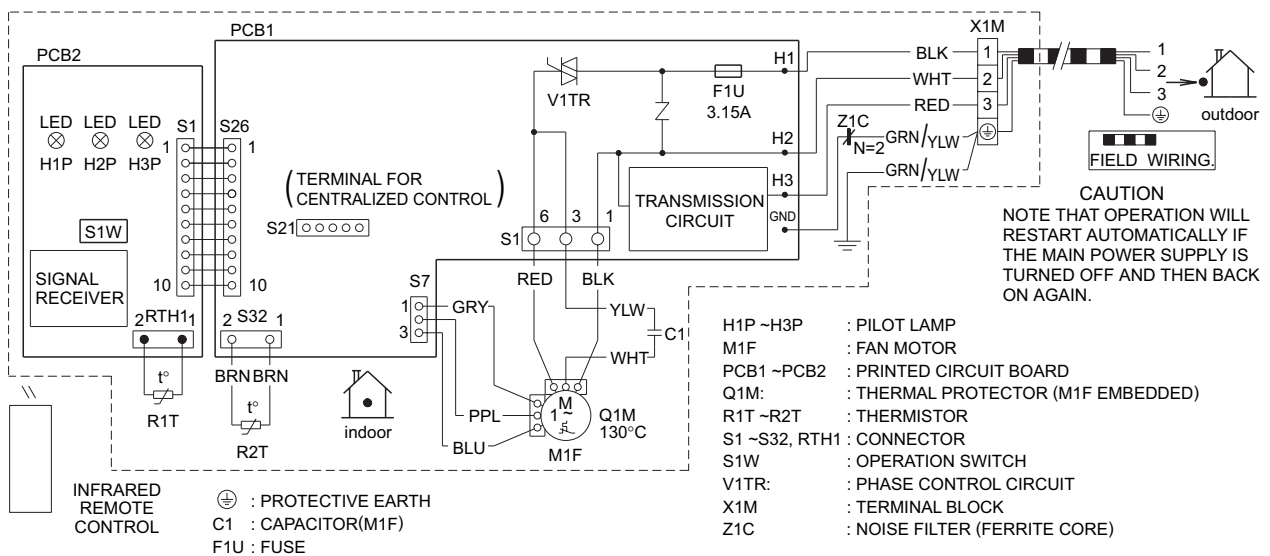 PCB1
PCB2
LED LED LED
H1P H2P H3P
S1 S26
1 1
10 10
S1W
SIGNAL
RECEIVER
2 RTH1 1
2 S32 1
t°
R1T
BRN BRN
t°
R2T
(TERMINAL FOR
CENTRALIZED CONTROL)
S21
V1TR
F1U
3.15A
H1
H2
H3
GND
TRANSMISSION
CIRCUIT
6 3 1
S1
RED BLK
YLW
C1
WHT
S7
1
3
GRY
PPL
BLU
M
1~
Q1M
130°C
M1F
indoor
X1M
BLK 1
WHT 2
RED 3
Z1C
N=2
GRN/YLW
GRN/YLW
1
2
3
outdoor
FIELD WIRING.
CAUTION
NOTE THAT OPERATION WILL
RESTART AUTOMATICALLY IF
THE MAIN POWER SUPPLY IS
TURNED OFF AND THEN BACK
ON AGAIN.
INFRARED
REMOTE
CONTROL
: PROTECTIVE EARTH
C1 : CAPACITOR(M1F)
F1U : FUSE
H1P ~H3P : PILOT LAMP
M1F : FAN MOTOR
PCB1 ~PCB2 : PRINTED CIRCUIT BOARD
Q1M: : THERMAL PROTECTOR (M1F EMBEDDED)
R1T ~R2T : THERMISTOR
S1 ~S32, RTH1 : CONNECTOR
S1W : OPERATION SWITCH
V1TR: : PHASE CONTROL CIRCUIT
X1M : TERMINAL BLOCK
Z1C : NOISE FILTER (FERRITE CORE)